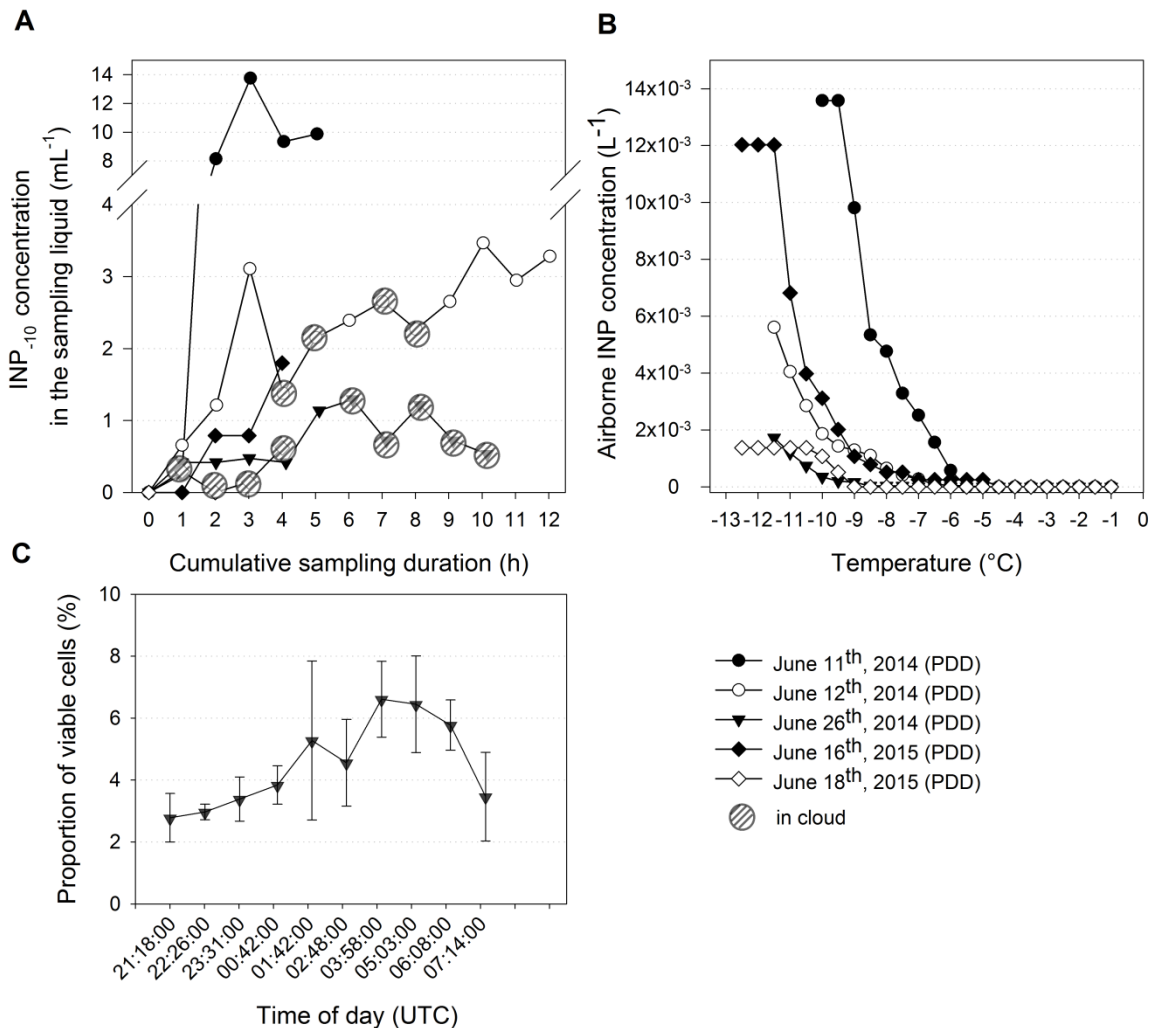 A
INP-10 concentration
in the sampling liquid (mL-1)
14
12
10
8
4
3
2
1
0
0 1 2 3 4 5 6 7 8 9 10 11 12
Cumulative sampling duration (h)
B
Airborne INP concentration (L-1)
14x10-3
12x10-3
10x10-3
8x10-3
6x10-3
4x10-3
2x10-3
0
-13 -12 -11 -10 -9 -8 -7 -6 -5 -4 -3 -2 -1 0
Temperature (°C)
C
Proportion of viable cells (%)
10
8
6
4
2
0
21:18:00
22:26:00
23:31:00
00:42:00
01:42:00
02:48:00
03:58:00
05:03:00
06:08:00
07:14:00
Time of day (UTC)
June 11th, 2014 (PDD)
June 12th, 2014 (PDD)
June 26th, 2014 (PDD)
June 16th, 2015 (PDD)
June 18th, 2015 (PDD)
in cloud